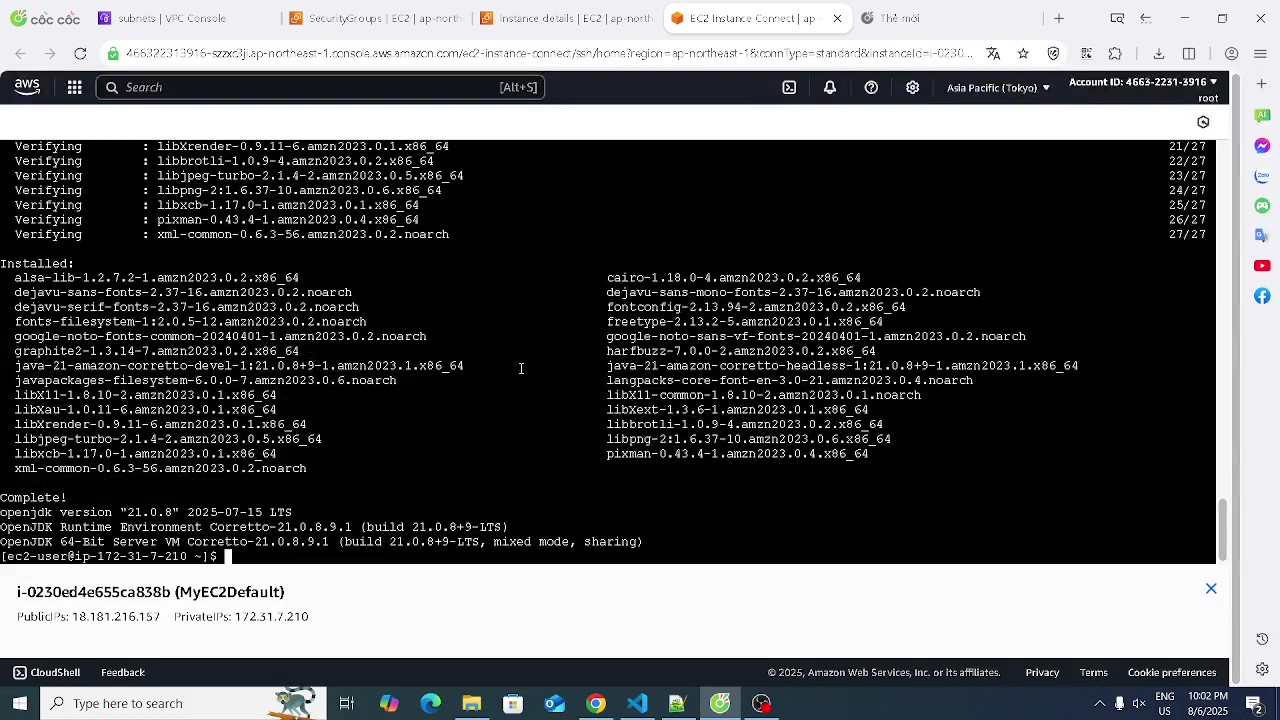 cốc cốc
subnets | VPC Console
SecurityGroups | EC2 | ap-north
Instance details | EC2 | ap-north
EC2 Instance Connect | ap-
Thẻ mới
466322313916-szzxc3jt.ap-northeast-1.console.aws.amazon.com/ec2-instance-connect/ssh/home?region=ap-northeast-1&connType=standard&instanceId=i-0230...
aws
Search
[Alt+S]
Asia Pacific (Tokyo)
Account ID: 4663-2231-3916
root
Verifying : libXrender-0.9.11-6.amzn2023.0.1.x86_64 21/27
Verifying : libbrotli-1.0.9-4.amzn2023.0.2.x86_64 22/27
Verifying : libjpeg-turbo-2.1.4-2.amzn2023.0.5.x86_64 23/27
Verifying : libpng-2:1.6.37-10.amzn2023.0.6.x86_64 24/27
Verifying : libxcb-1.17.0-1.amzn2023.0.1.x86_64 25/27
Verifying : pixman-0.43.4-1.amzn2023.0.4.x86_64 26/27
Verifying : xml-common-0.6.3-56.amzn2023.0.2.noarch 27/27
Installed:
alsa-lib-1.2.7.2-1.amzn2023.0.2.x86_64 cairo-1.18.0-4.amzn2023.0.2.x86_64
dejavu-sans-fonts-2.37-16.amzn2023.0.2.noarch dejavu-sans-mono-fonts-2.37-16.amzn2023.0.2.noarch
dejavu-serif-fonts-2.37-16.amzn2023.0.2.noarch fontconfig-2.13.94-2.amzn2023.0.2.x86_64
fonts-filesystem-1:2.0.5-12.amzn2023.0.2.noarch freetype-2.13.2-5.amzn2023.0.1.x86_64
google-noto-fonts-common-20240401-1.amzn2023.0.2.noarch google-noto-sans-vf-fonts-20240401-1.amzn2023.0.2.noarch
graphite2-1.3.14-7.amzn2023.0.2.x86_64 harfbuzz-7.0.0-2.amzn2023.0.2.x86_64
java-21-amazon-corretto-devel-1:21.0.8+9-1.amzn2023.1.x86_64 java-21-amazon-corretto-headless-1:21.0.8+9-1.amzn2023.1.x86_64
javapackages-filesystem-6.0.0-7.amzn2023.0.6.noarch langpacks-core-font-en-3.0-21.amzn2023.0.4.noarch
libX11-1.8.10-2.amzn2023.0.1.x86_64 libX11-common-1.8.10-2.amzn2023.0.1.noarch
libXau-1.0.11-6.amzn2023.0.1.x86_64 libXext-1.3.6-1.amzn2023.0.1.x86_64
libXrender-0.9.11-6.amzn2023.0.1.x86_64 libbrotli-1.0.9-4.amzn2023.0.2.x86_64
libjpeg-turbo-2.1.4-2.amzn2023.0.5.x86_64 libpng-2:1.6.37-10.amzn2023.0.6.x86_64
libxcb-1.17.0-1.amzn2023.0.1.x86_64 pixman-0.43.4-1.amzn2023.0.4.x86_64
xml-common-0.6.3-56.amzn2023.0.2.noarch
Complete!
openjdk version "21.0.8" 2025-07-15 LTS
OpenJDK Runtime Environment Corretto-21.0.8.9.1 (build 21.0.8+9-LTS)
OpenJDK 64-Bit Server VM Corretto-21.0.8.9.1 (build 21.0.8+9-LTS, mixed mode, sharing)
[ec2-user@ip-172-31-7-210 ~]$
i-0230ed4e655ca838b (MyEC2Default)
PublicIPs: 18.181.216.157 PrivateIPs: 172.31.7.210
CloudShell
Feedback
© 2025, Amazon Web Services, Inc. or its affiliates.
Privacy
Terms
Cookie preferences
Type here to search
ENG
US
10:02 PM
8/6/2025
2
AI
Zalo